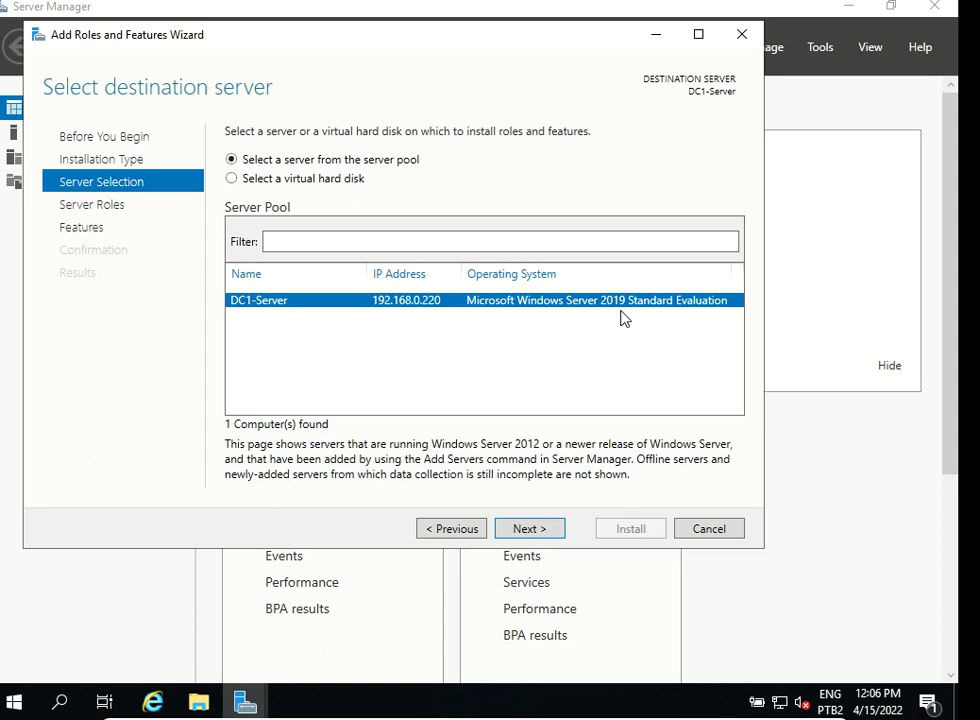 Server Manager
Add Roles and Features Wizard
Tools
View
Help
Select destination server
DESTINATION SERVER
DC1-Server
Before You Begin
Installation Type
Server Selection
Server Roles
Features
Confirmation
Results
Select a server or a virtual hard disk on which to install roles and features.
Select a server from the server pool
Select a virtual hard disk
Server Pool
Filter:
Name IP Address Operating System
DC1-Server 192.168.0.220 Microsoft Windows Server 2019 Standard Evaluation
1 Computer(s) found
This page shows servers that are running Windows Server 2012 or a newer release of Windows Server,
and that have been added by using the Add Servers command in Server Manager. Offline servers and
newly-added servers from which data collection is still incomplete are not shown.
< Previous
Next >
Install
Cancel
Hide
Events
Performance
BPA results
Events
Services
Performance
BPA results
ENG
PTB2
12:06 PM
4/15/2022
1